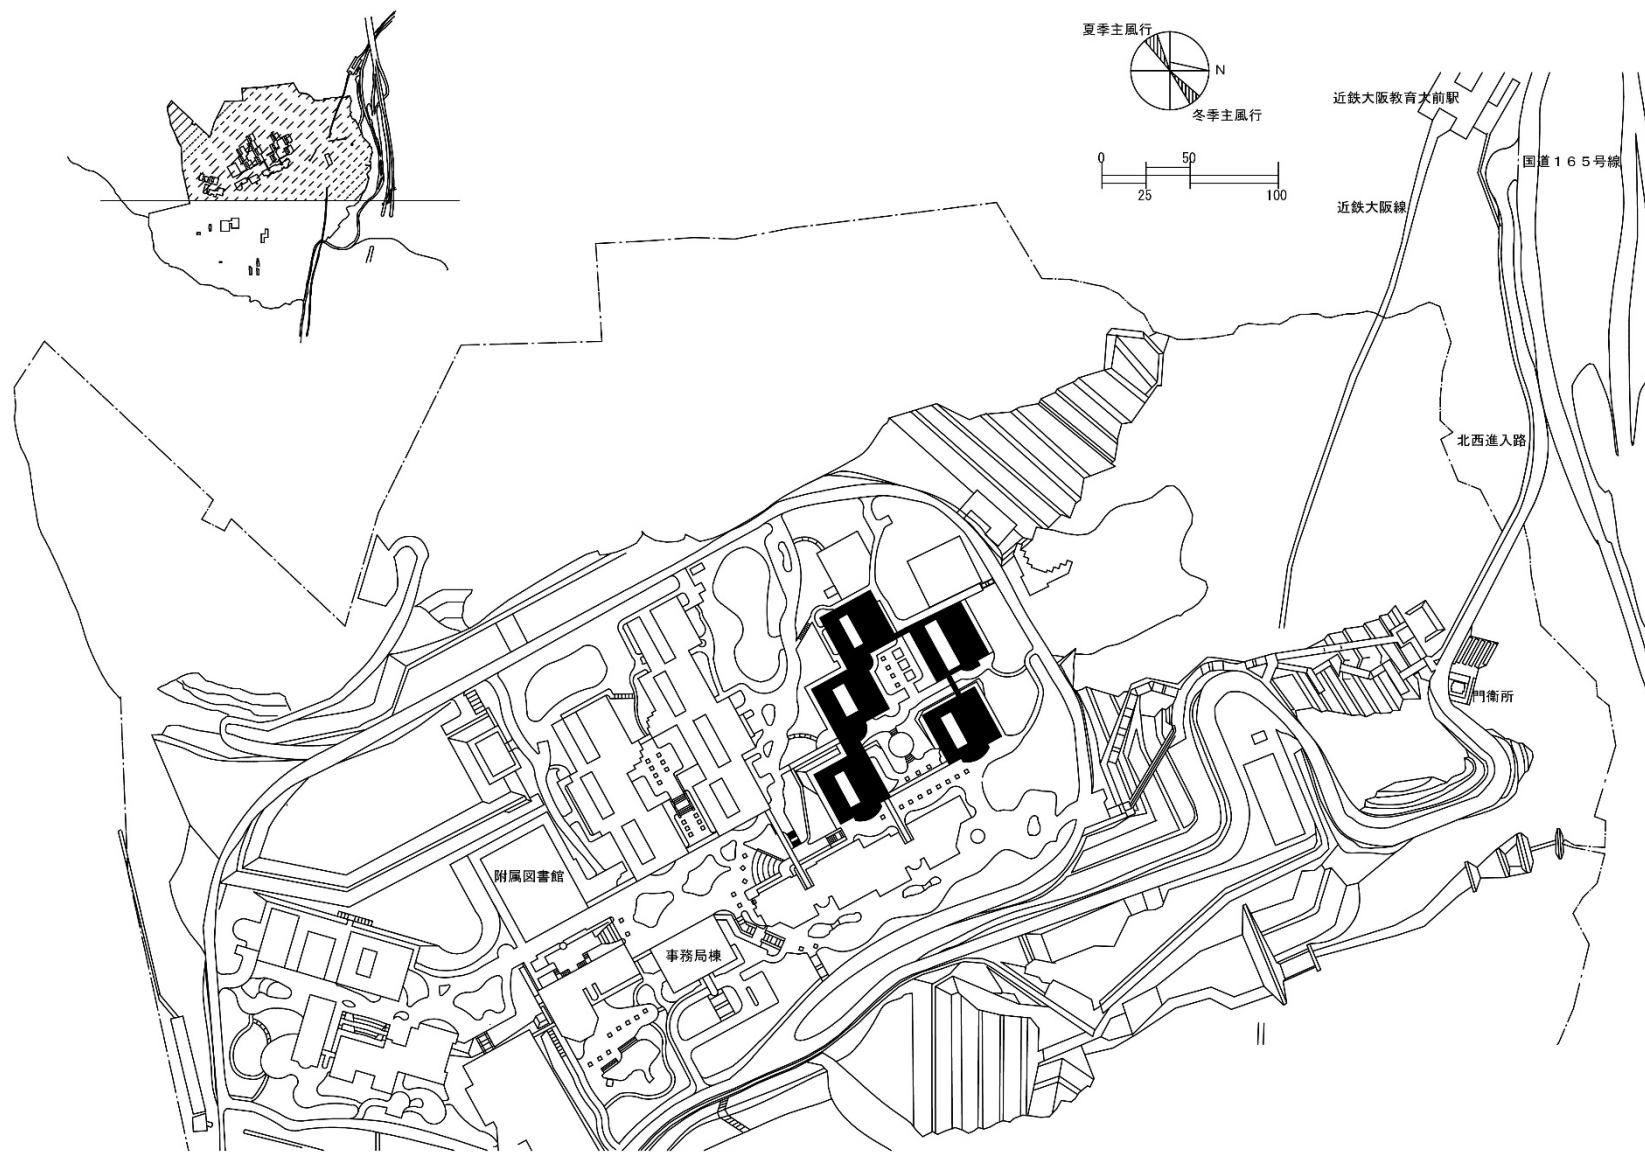 夏季主風行
N
冬季主風行
近鉄大阪教育大前駅
0
50
25
100
国道165号線
近鉄大阪線
北西進入路
門衛所
附属図書館
事務局棟